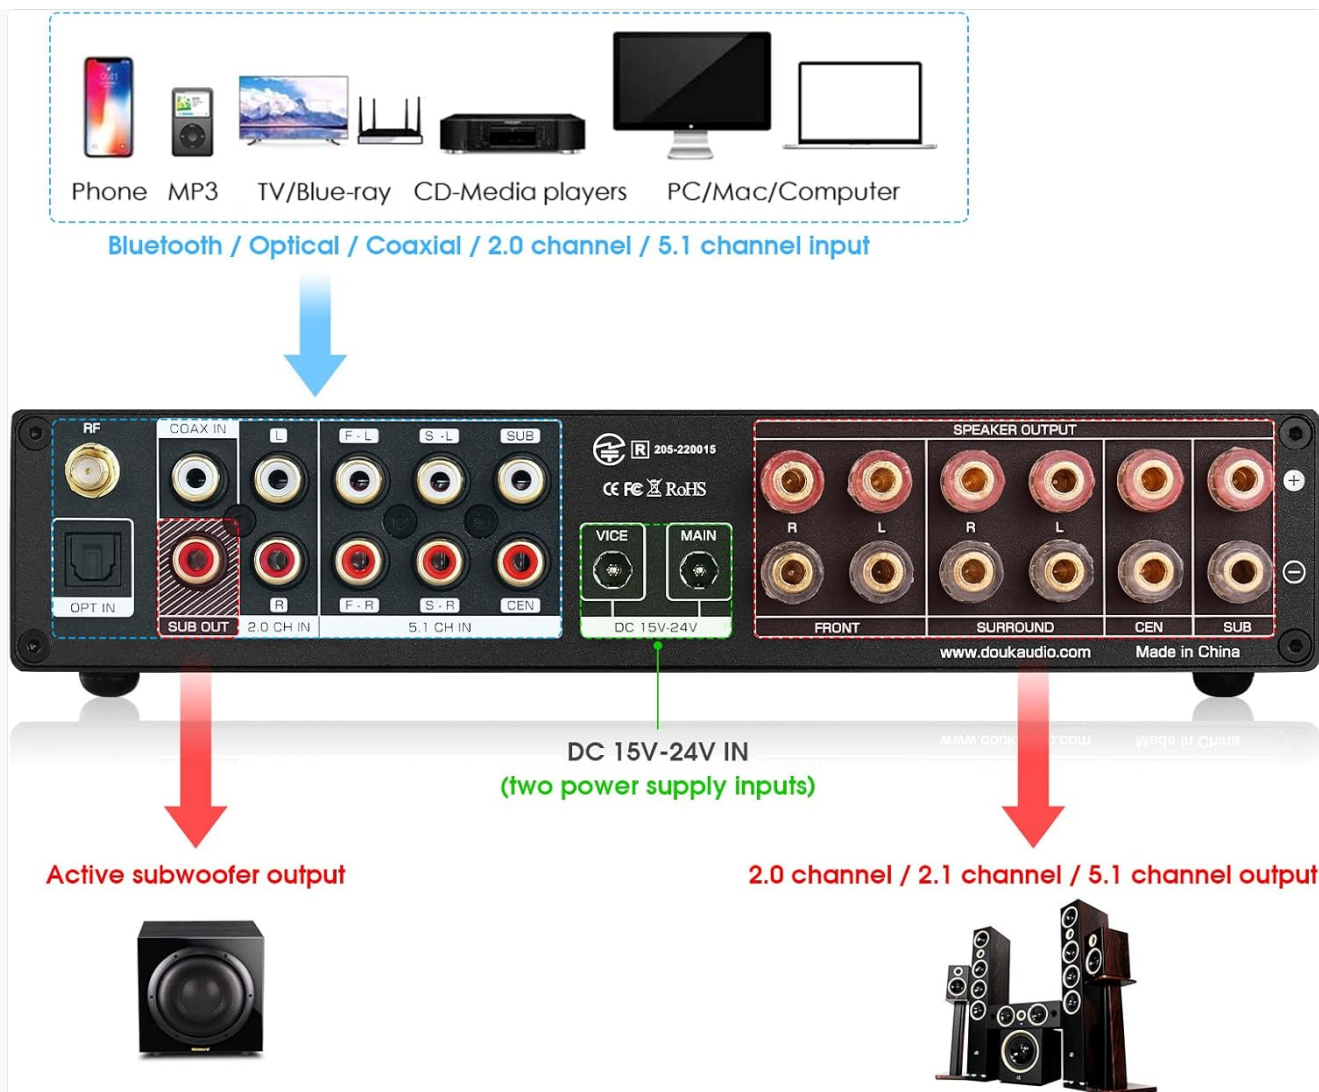 Phone MP3 TV/Blue-ray CD-Media players PC/Mac/Computer
Bluetooth / Optical / Coaxial / 2.0 channel / 5.1 channel input
RF
COAX IN
L
F - L
S - L
SUB
R 205-220015
CE FC RoHS
OPT IN
SUB OUT
R
2.0 CH IN
F - R
S - R
CEN
5.1 CH IN
VICE
MAIN
DC 15V-24V
SPEAKER OUTPUT
R
L
R
L
+
−
FRONT
SURROUND
CEN
SUB
www.doukaudio.com
Made in China
DC 15V-24V IN
(two power supply inputs)
Active subwoofer output
2.0 channel / 2.1 channel / 5.1 channel output